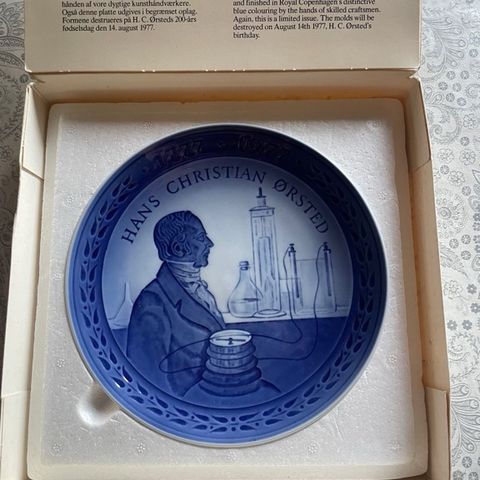 hånden af vore dygtige kunsthåndværkere.
Også denne platte udgives i begrænset oplag.
Formene destrueres på H. C. Ørsteds 200-års
fødselsdag den 14. august 1977.
and finished in Royal Copenhagen's distinctive
blue colouring by the hands of skilled craftsmen.
Again, this is a limited issue. The molds will be
destroyed on August 14th 1977, H. C. Ørsted's
birthday.
1777 - 1977
HANS CHRISTIAN ØRSTED